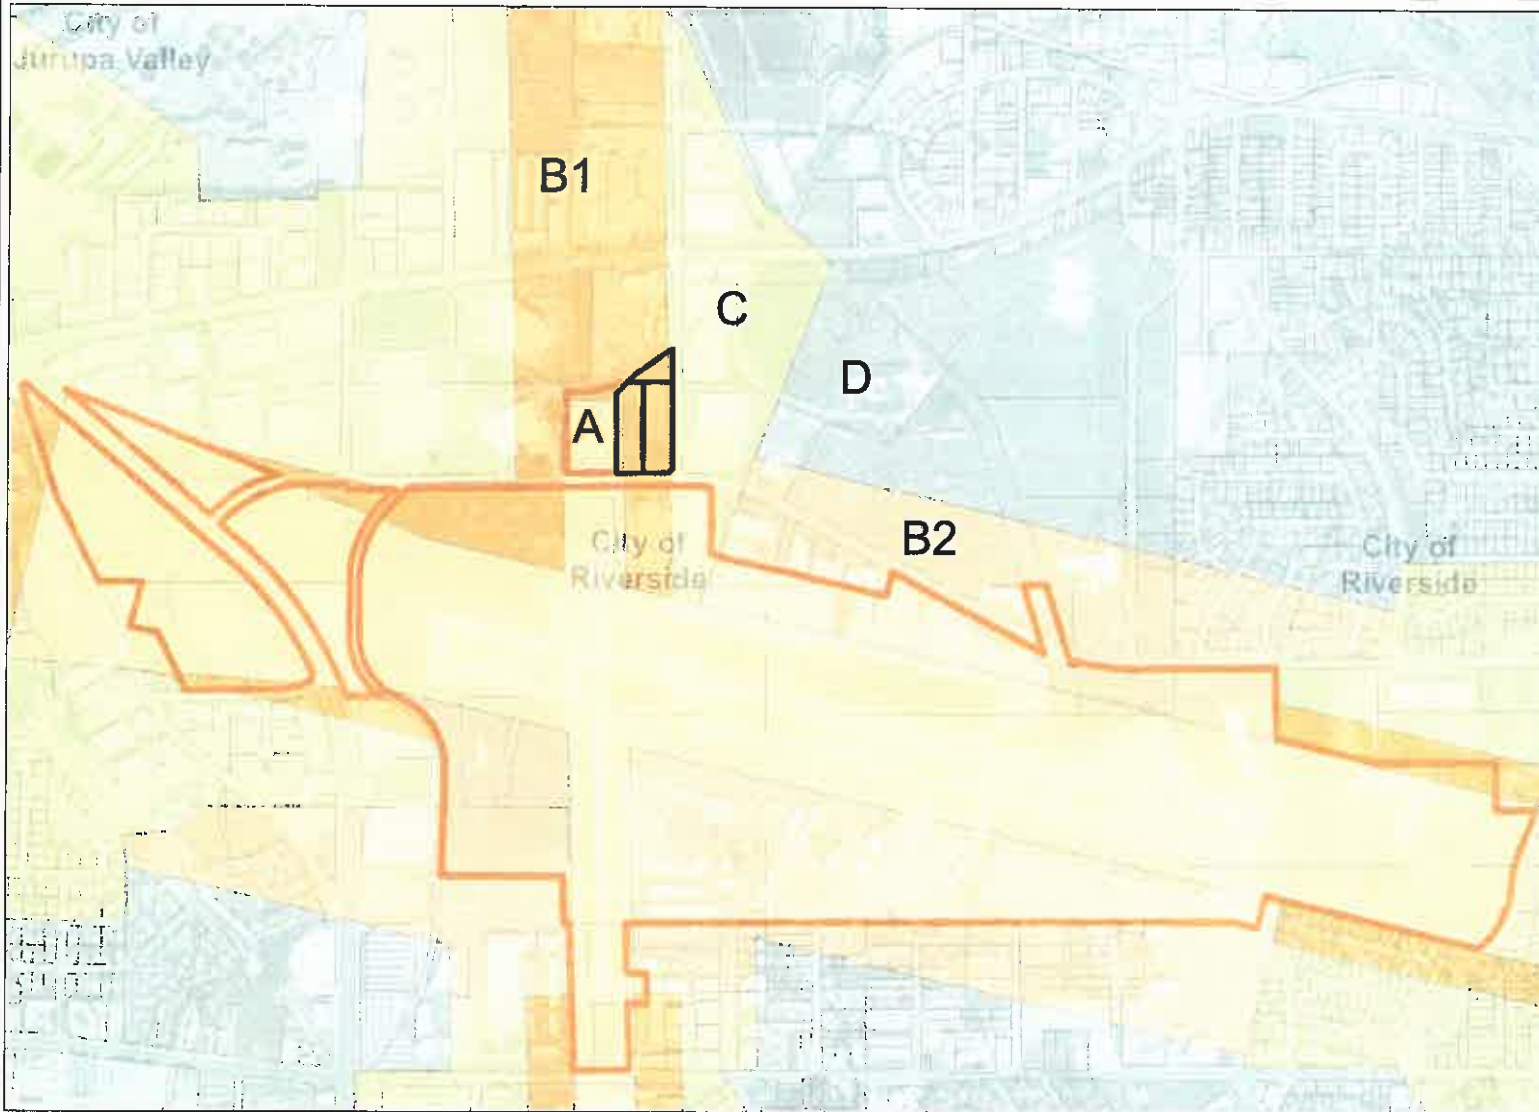 City of
Jurupa Valley
B1
C
D
A
B2
City of
Riverside
City of
Riverside